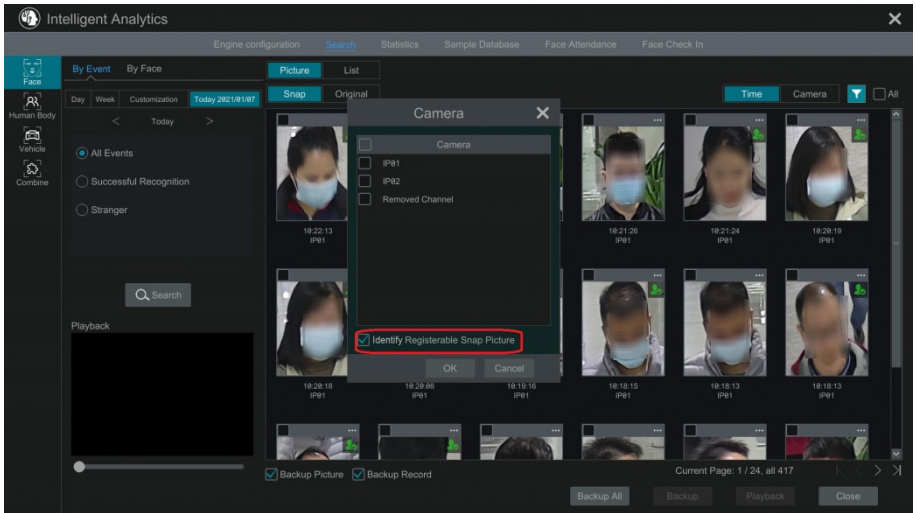 Intelligent Analytics
Engine configuration Search Statistics Sample Database Face Attendance Face Check In
Face
Human Body
Vehicle
Combine
By Event By Face
Day Week Customization Today 2021/01/07
< Today >
All Events
Successful Recognition
Stranger
Search
Playback
Picture List
Snap Original
Time Camera All
Camera
Camera
IP01
IP02
Removed Channel
Identify Registerable Snap Picture
OK Cancel
10:22:13
IP01
10:21:26
IP01
10:21:24
IP01
10:20:19
IP01
10:20:18
IP01
10:20:08
IP01
10:19:16
IP01
10:18:15
IP01
10:18:13
IP01
10:18:13
IP01
Backup Picture Backup Record
Current Page: 1 / 24, all 417
Backup All Backup Playback Close